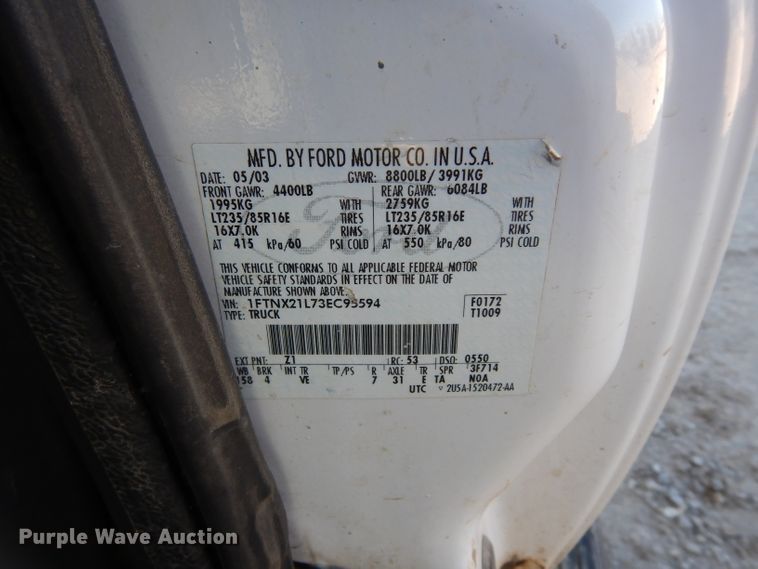 MFD. BY FORD MOTOR CO. IN U.S.A.
DATE: 05/03 GVWR: 8800LB/ 3991KG
FRONT GAWR: 4400LB REAR GAWR: 6084LB
1995KG WITH 2759KG WITH
LT235/85R16E TIRES LT235/85R16E TIRES
16X7.0K RIMS 16X7.0K RIMS
AT 415 kPa/60 PSI COLD AT 550 kPa/80 PSI COLD
Ford
THIS VEHICLE CONFORMS TO ALL APPLICABLE FEDERAL MOTOR
VEHICLE SAFETY STANDARDS IN EFFECT ON THE DATE OF
MANUFACTURE SHOWN ABOVE.
VIN: 1FTNX21L73EC95594 F0172
TYPE: TRUCK T1009
EXT PNT: Z1 RC: 53 DSO: 0550
WB BRK INT TR TP/PS R AXLE TR SPR 3F714
158 4 VE 7 31 E TA N0A
UTC 2U5A-1520472-AA
Purple Wave Auction